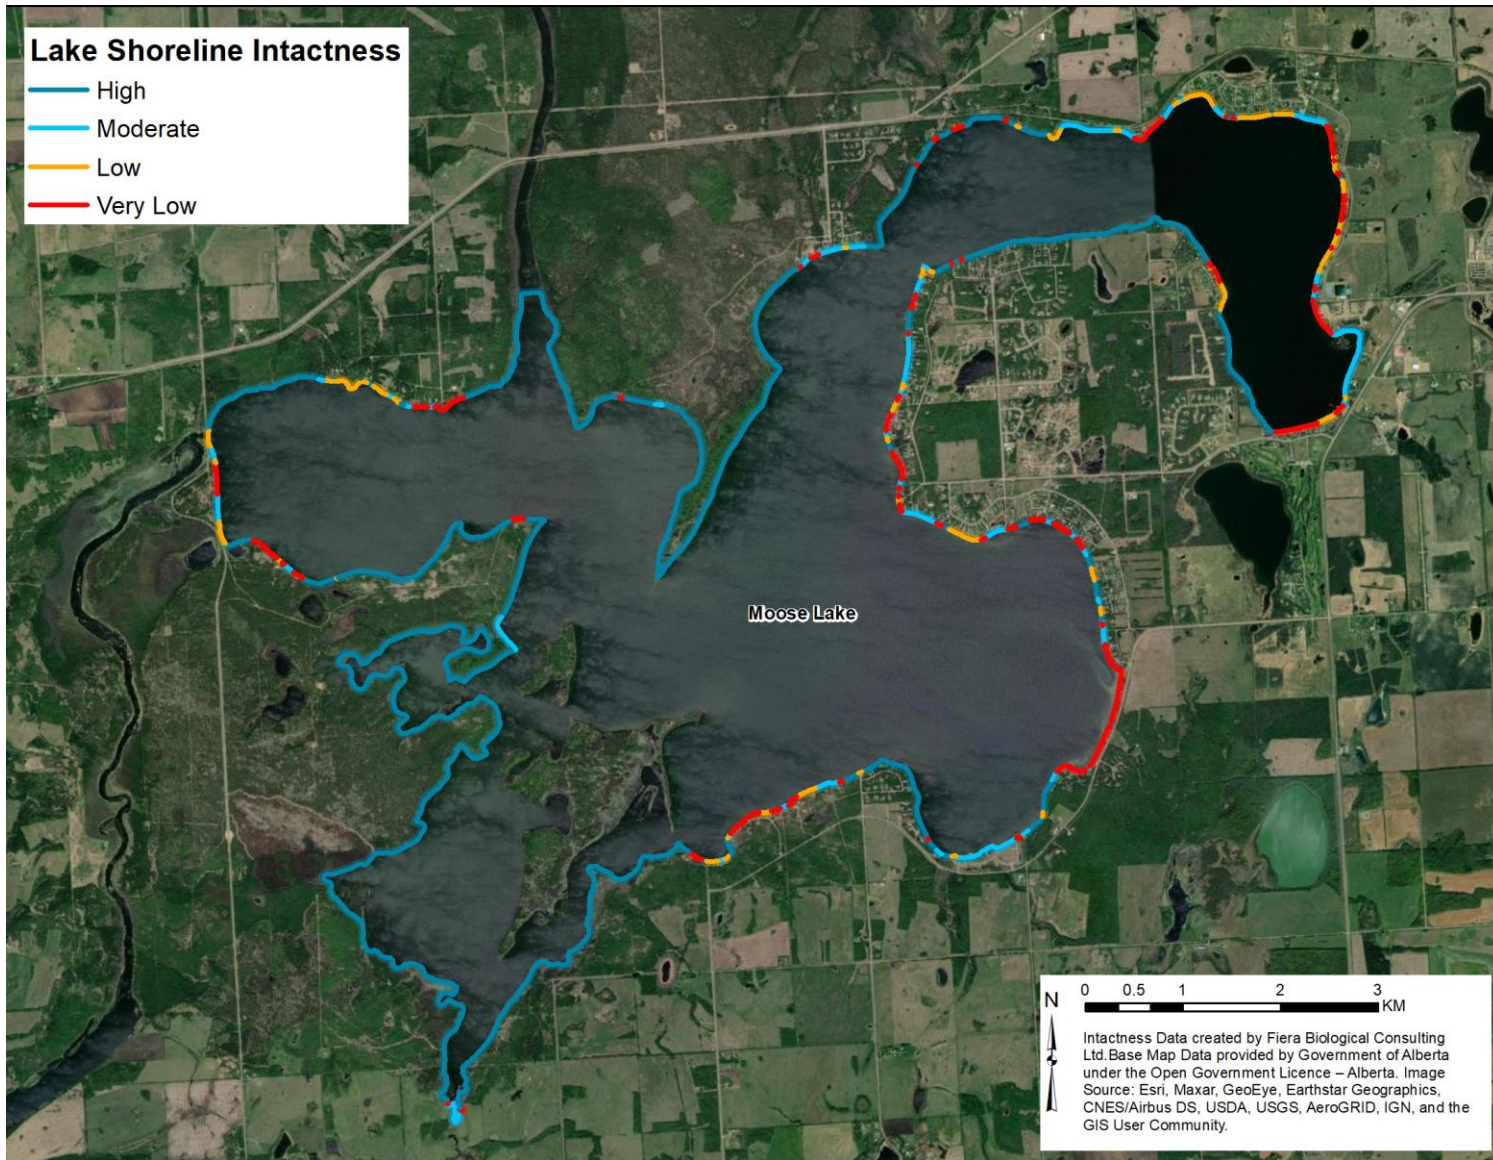 Lake Shoreline Intactness
High
Moderate
Low
Very Low
Moose Lake
N
0 0.5 1 2 3
KM
Intactness Data created by Fiera Biological Consulting
Ltd.Base Map Data provided by Government of Alberta
under the Open Government Licence – Alberta. Image
Source: Esri, Maxar, GeoEye, Earthstar Geographics,
CNES/Airbus DS, USDA, USGS, AeroGRID, IGN, and the
GIS User Community.